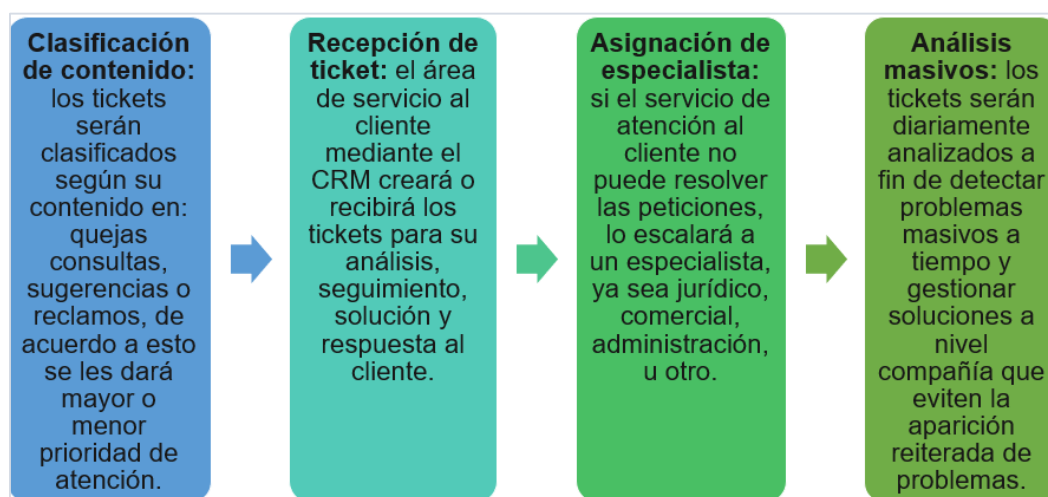 Clasificación
de contenido:
los tickets
serán
clasificados
según su
contenido en:
quejas
consultas,
sugerencias o
reclamos, de
acuerdo a esto
se les dará
mayor o
menor
prioridad de
atención.
Recepción de
ticket: el área
de servicio al
cliente
mediante el
CRM creará o
recibirá los
tickets para su
análisis,
seguimiento,
solución y
respuesta al
cliente.
Asignación de
especialista:
si el servicio de
atención al
cliente no
puede resolver
las peticiones,
lo escalará a
un especialista,
ya sea jurídico,
comercial,
administración,
u otro.
Análisis
masivos: los
tickets serán
diariamente
analizados a
fin de detectar
problemas
masivos a
tiempo y
gestionar
soluciones a
nivel
compañía que
eviten la
aparición
reiterada de
problemas.